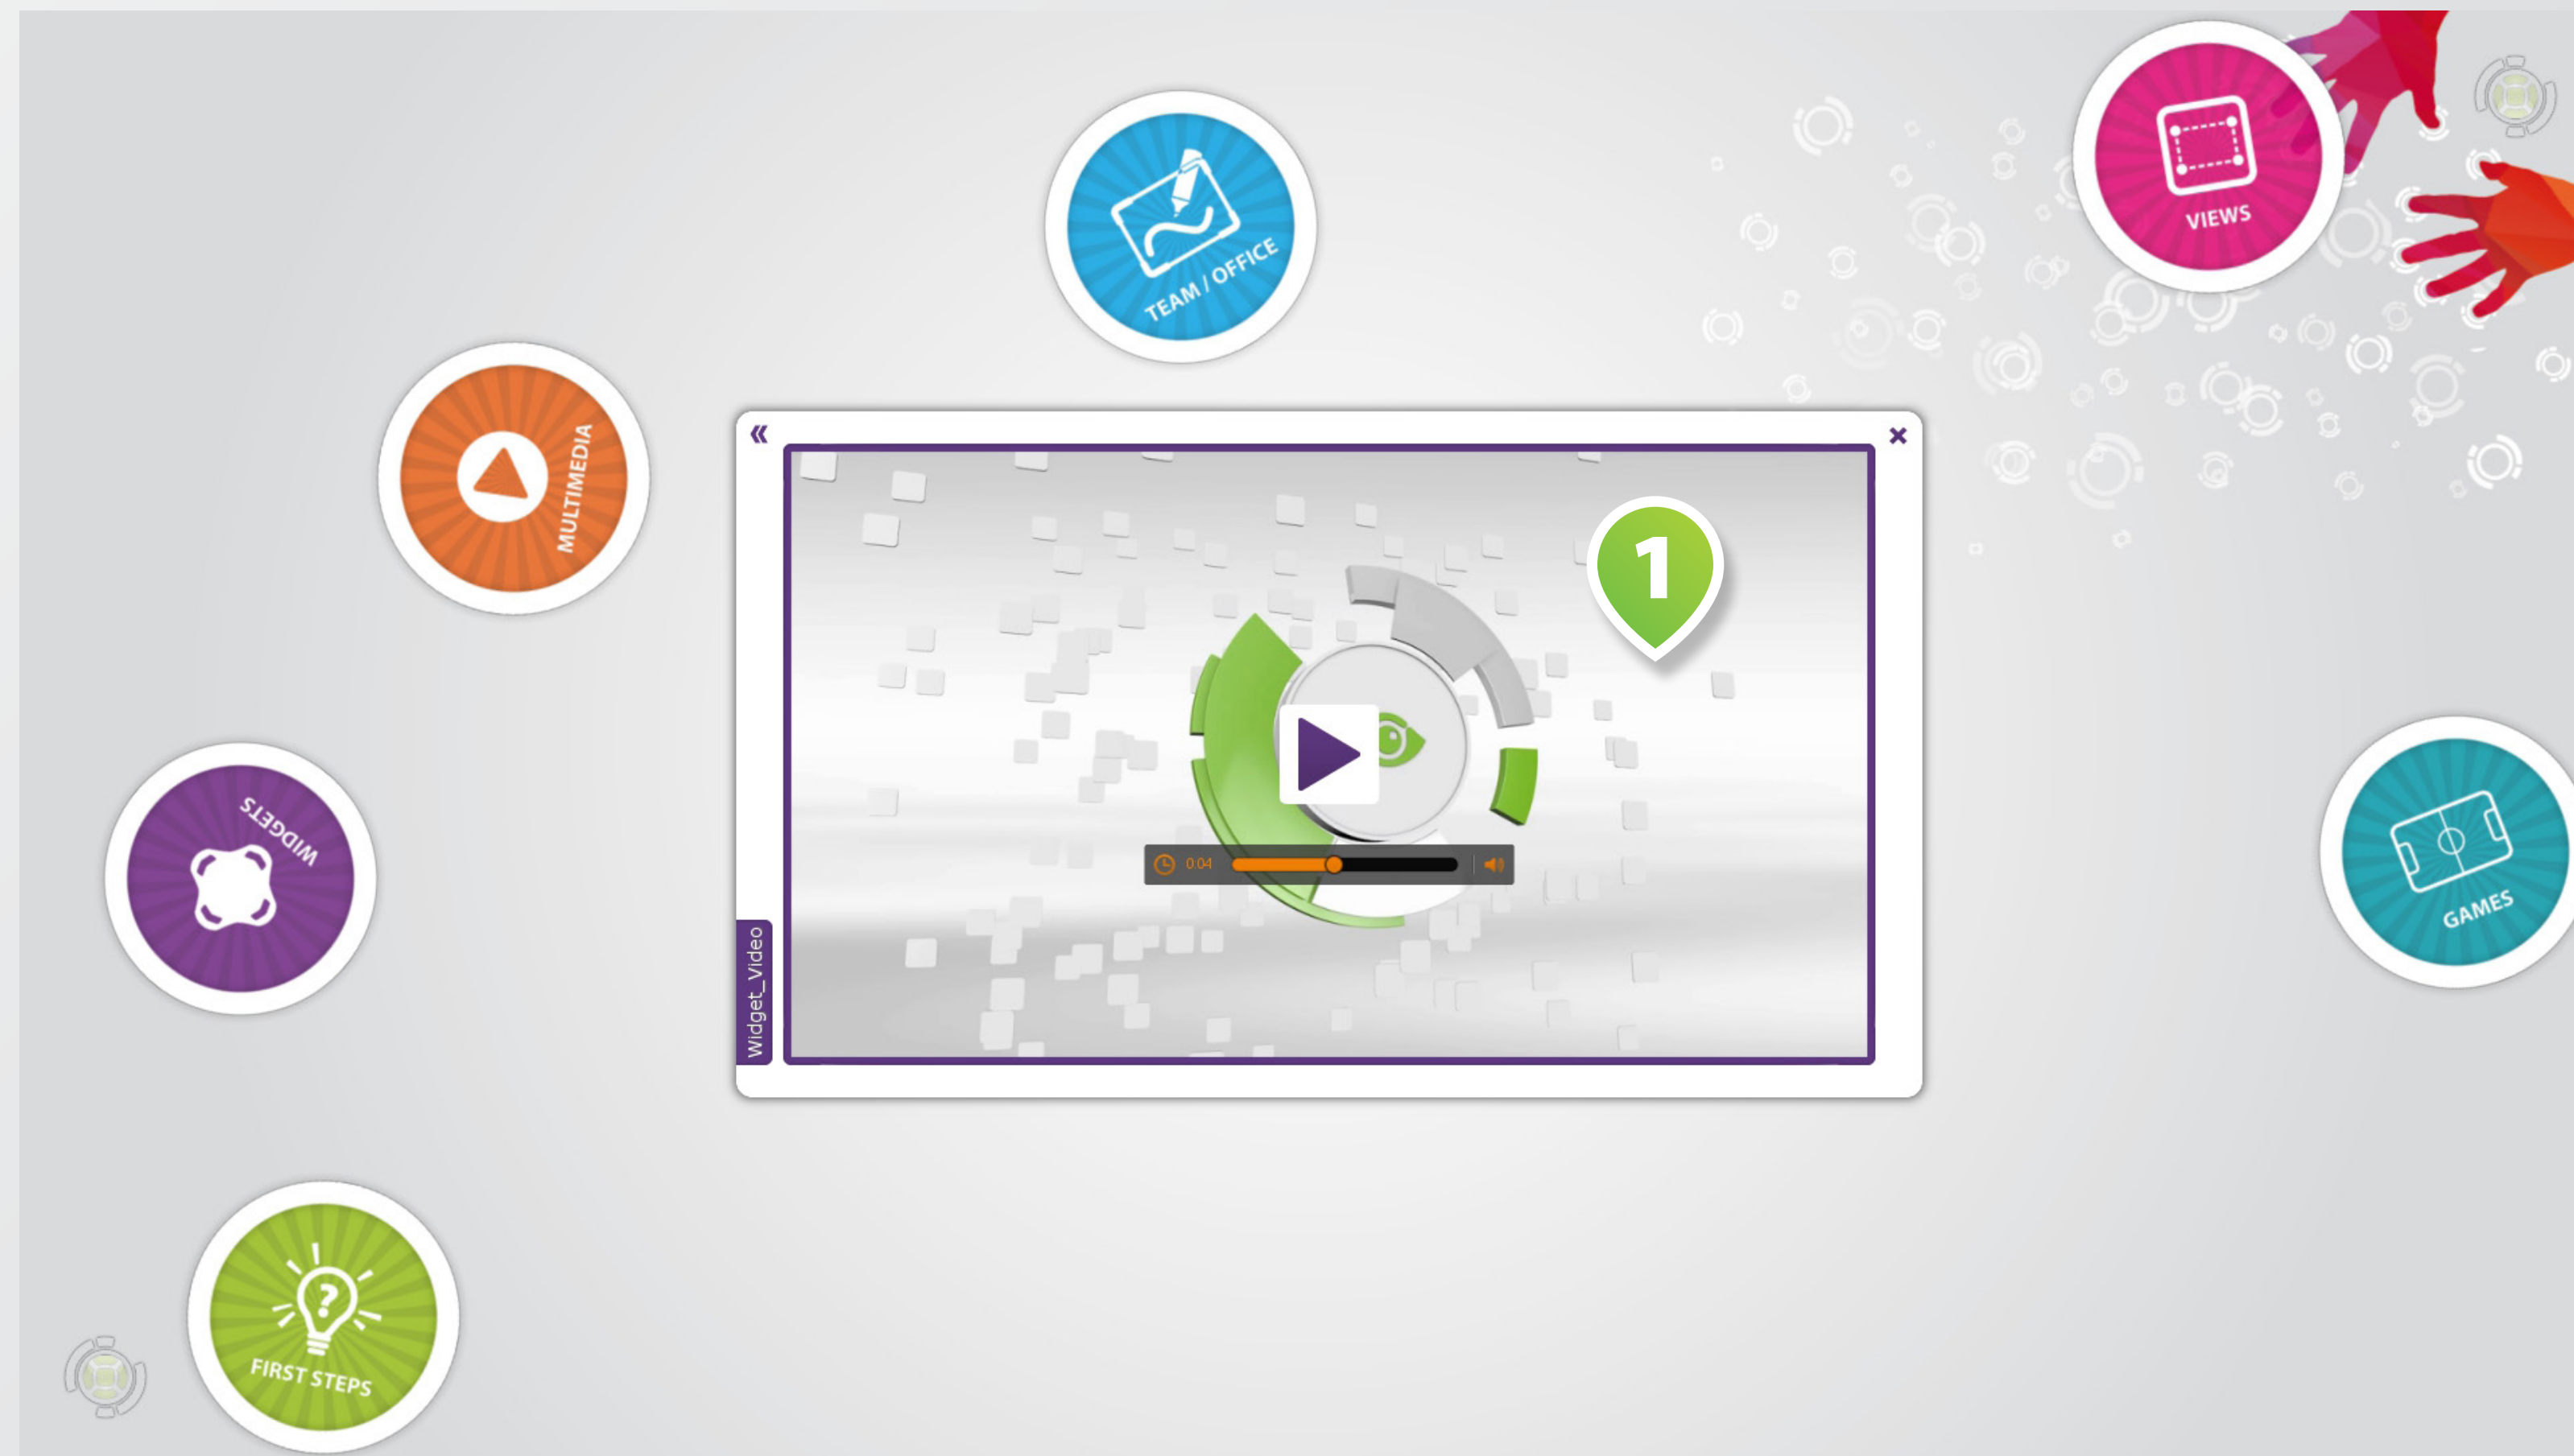 VIEWS
TEAM / OFFICE
MULTIMEDIA
1
WIDGETS
0:04
GAMES
Widget_Video
?
FIRST STEPS